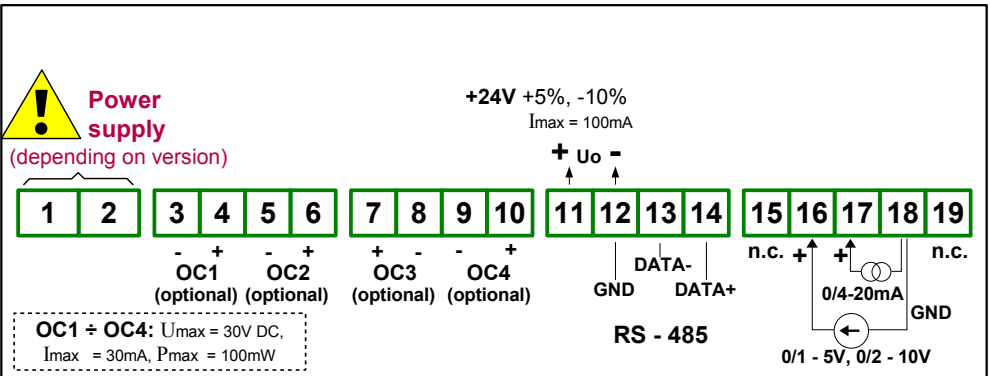 +24V +5%, -10%
Imax = 100mA
+ Uo -
Power
supply
(depending on version)
1 2 3 4 5 6 7 8 9 10 11 12 13 14 15 16 17 18 19
- + - + + - - + n.c. + + n.c.
OC1 OC2 OC3 OC4
(optional) (optional) (optional) (optional)
DATA-
GND DATA+
0/4-20mA
GND
RS - 485
0/1 - 5V, 0/2 - 10V
OC1 ÷ OC4: Umax = 30V DC,
Imax = 30mA, Pmax = 100mW